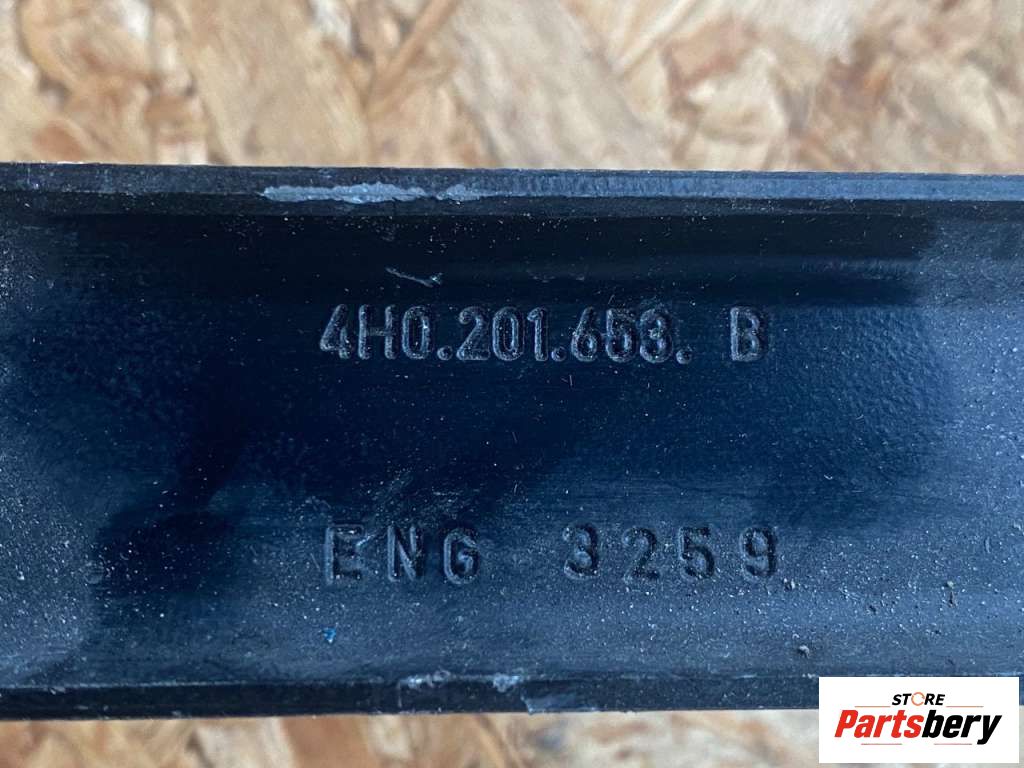 4H0.201.653. B
ENG 3259
STORE
Partsbery